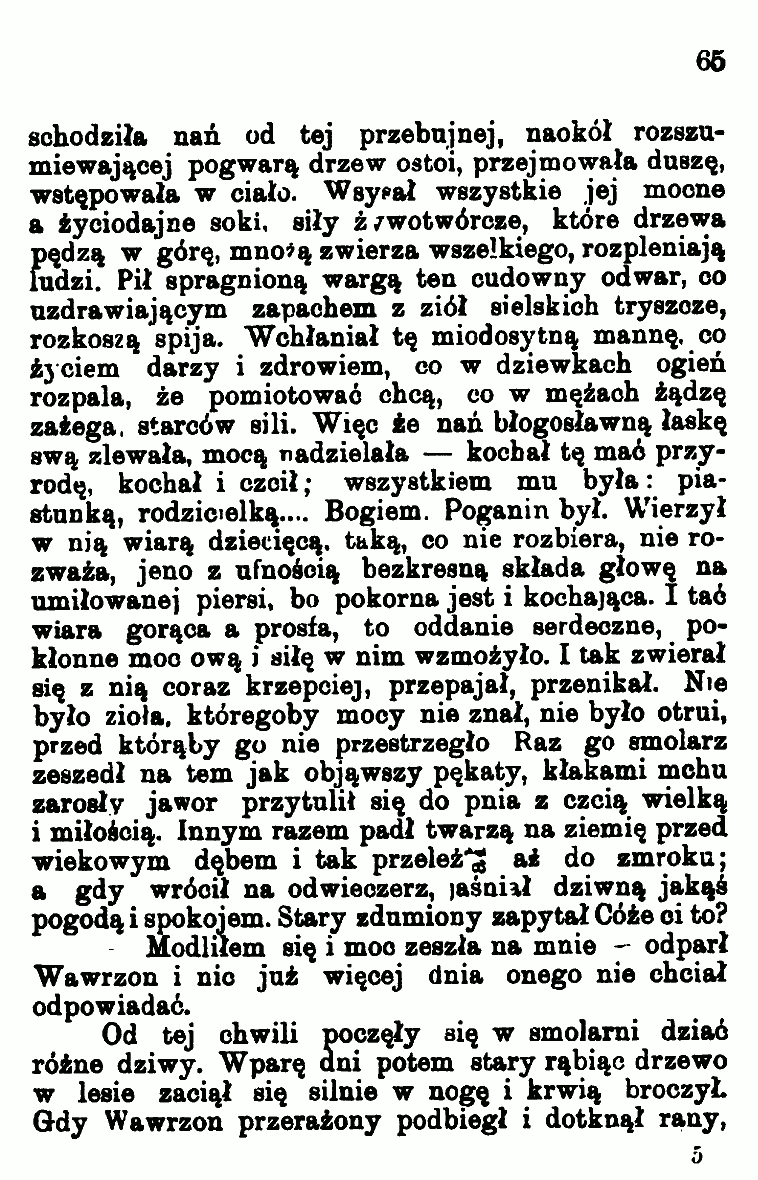 65
schodziła nań od tej przebujnej, naokół rozszu-
miewającej pogwarą drzew ostoi, przejmowała duszę,
wstępowała w ciało. Wsysał wszystkie jej mocne
a życiodajne soki, siły żywotwórcze, które drzewa
pędzą w górę, mnożą zwierza wszelkiego, rozpleniają
ludzi. Pił spragnioną wargą ten cudowny odwar, co
uzdrawiającym zapachem z ziół sielskich tryszcze,
rozkoszą spija. Wchłaniał tę miodosytną mannę, co
życiem darzy i zdrowiem, co w dziewkach ogień
rozpala, że pomiotować chcą, co w mężach żądzę
zażega, starców sili. Więc że nań błogosławną łaskę
swą zlewała, mocą nadzielała — kochał tę mać przy-
rodę, kochał i czcił; wszystkiem mu była: pia-
stunką, rodzicielką.... Bogiem. Poganin był. Wierzył
w nią wiarą dziecięcą, taką, co nie rozbiera, nie ro-
zważa, jeno z ufnością bezkresną składa głowę na
umiłowanej piersi, bo pokorna jest i kochająca. I tać
wiara gorąca a prosta, to oddanie serdeczne, po-
kłonne moc ową i siłę w nim wzmożyło. I tak zwierał
się z nią coraz krzepciej, przepajał, przenikał. Nie
było zioła, któregoby mocy nie znał, nie było otrui,
przed którąby go nie przestrzegło Raz go smolarz
zeszedł na tem jak objąwszy pękaty, kłakami mchu
zarosły jawor przytulił się do pnia z czcią wielką
i miłością. Innym razem padł twarzą na ziemię przed
wiekowym dębem i tak aż do zmroku;
a gdy wrócił na odwieczerz, jaśniał dziwną jakąś
pogodą i spokojem. Stary zdumiony zapytał Cóże ci to?
- Modliłem się i moc zeszła na mnie — odparł
Wawrzon i nic już więcej dnia onego nie chciał
odpowiadać.
Od tej chwili poczęły się w smolarni dziać
różne dziwy. Wparę dni potem stary rąbiąc drzewo
w lesie zaciął się silnie w nogę i krwią broczył.
Gdy Wawrzon przerażony podbiegł i dotknął rany,
5